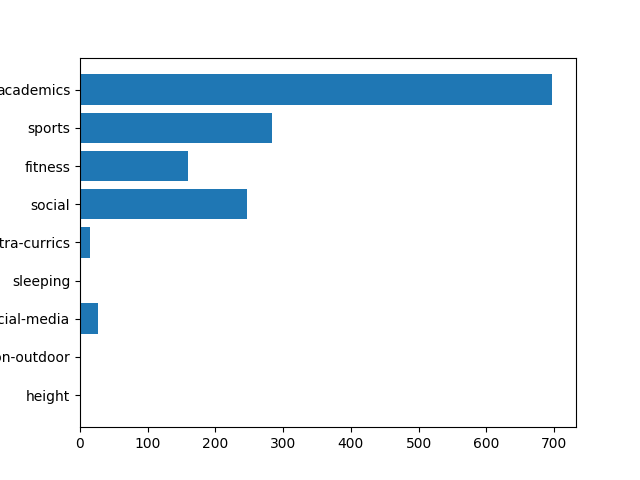 academics
sports
fitness
social
tra-currics
sleeping
cial-media
on-outdoor
height
0 100 200 300 400 500 600 700